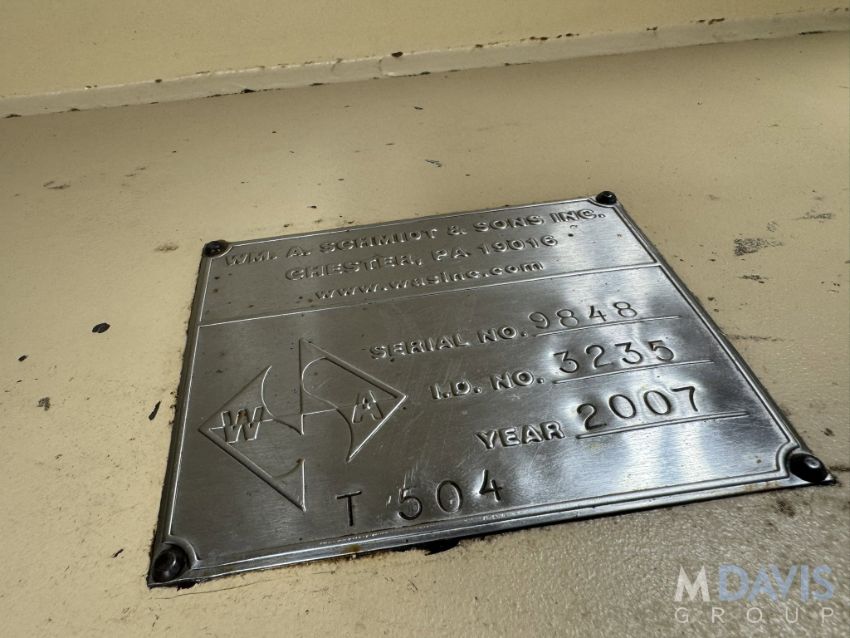 WM. A. SCHMIDT & SONS INC.
CHESTER, PA 19016
www.wasinc.com
SERIAL NO. 9848
I.D. NO. 3235
YEAR 2007
W S A
T 504
M DAVIS
GROUP